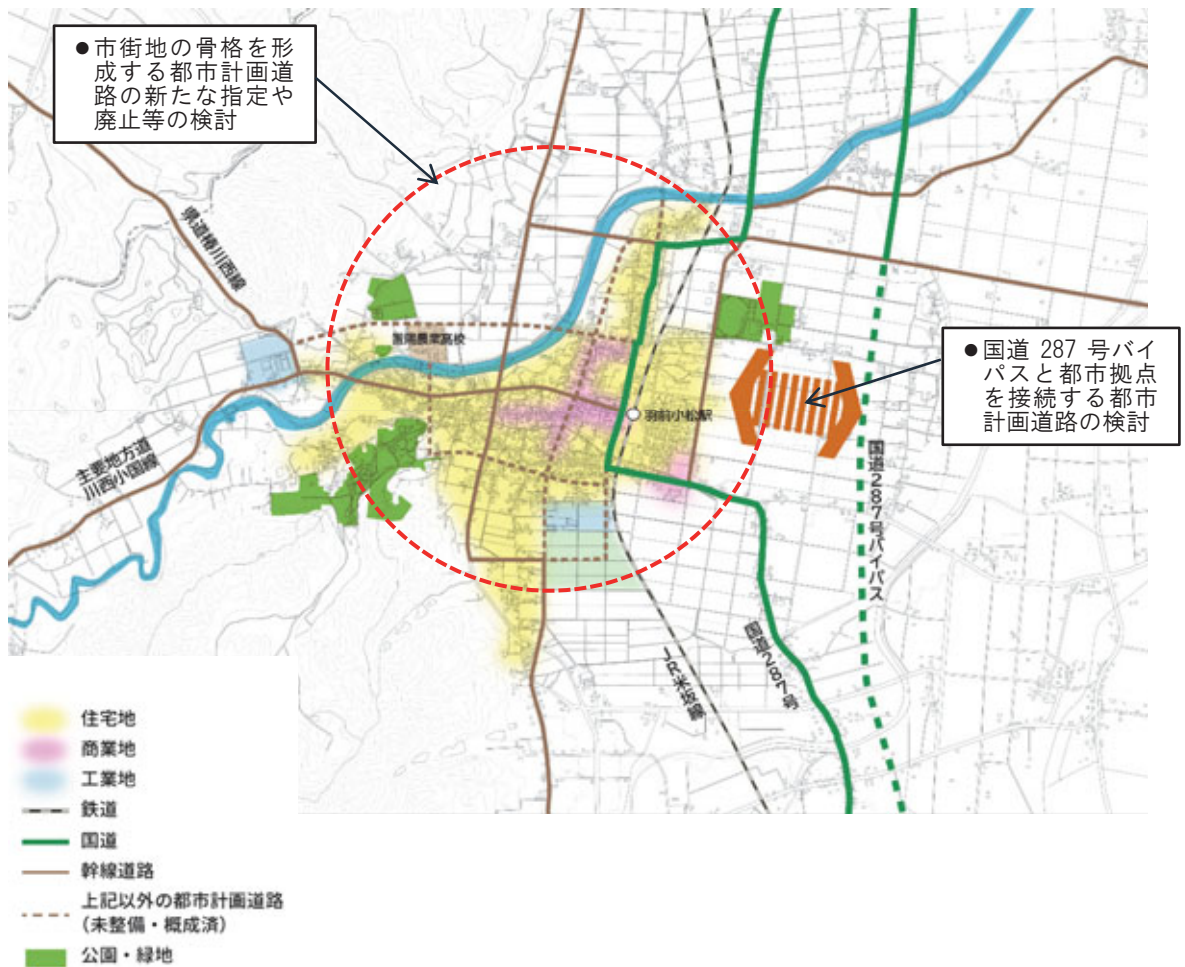 ●市街地の骨格を形
成する都市計画道
路の新たな指定や
廃止等の検討
県道椿川西線
置賜農業高校
●国道 287 号バイ
パスと都市拠点
を接続する都市
計画道路の検討
羽前小松駅
主要地方道
川西小国線
国道287号バイパス
国道287号
JR米坂線
住宅地
商業地
工業地
鉄道
国道
幹線道路
上記以外の都市計画道路
(未整備・概成済)
公園・緑地